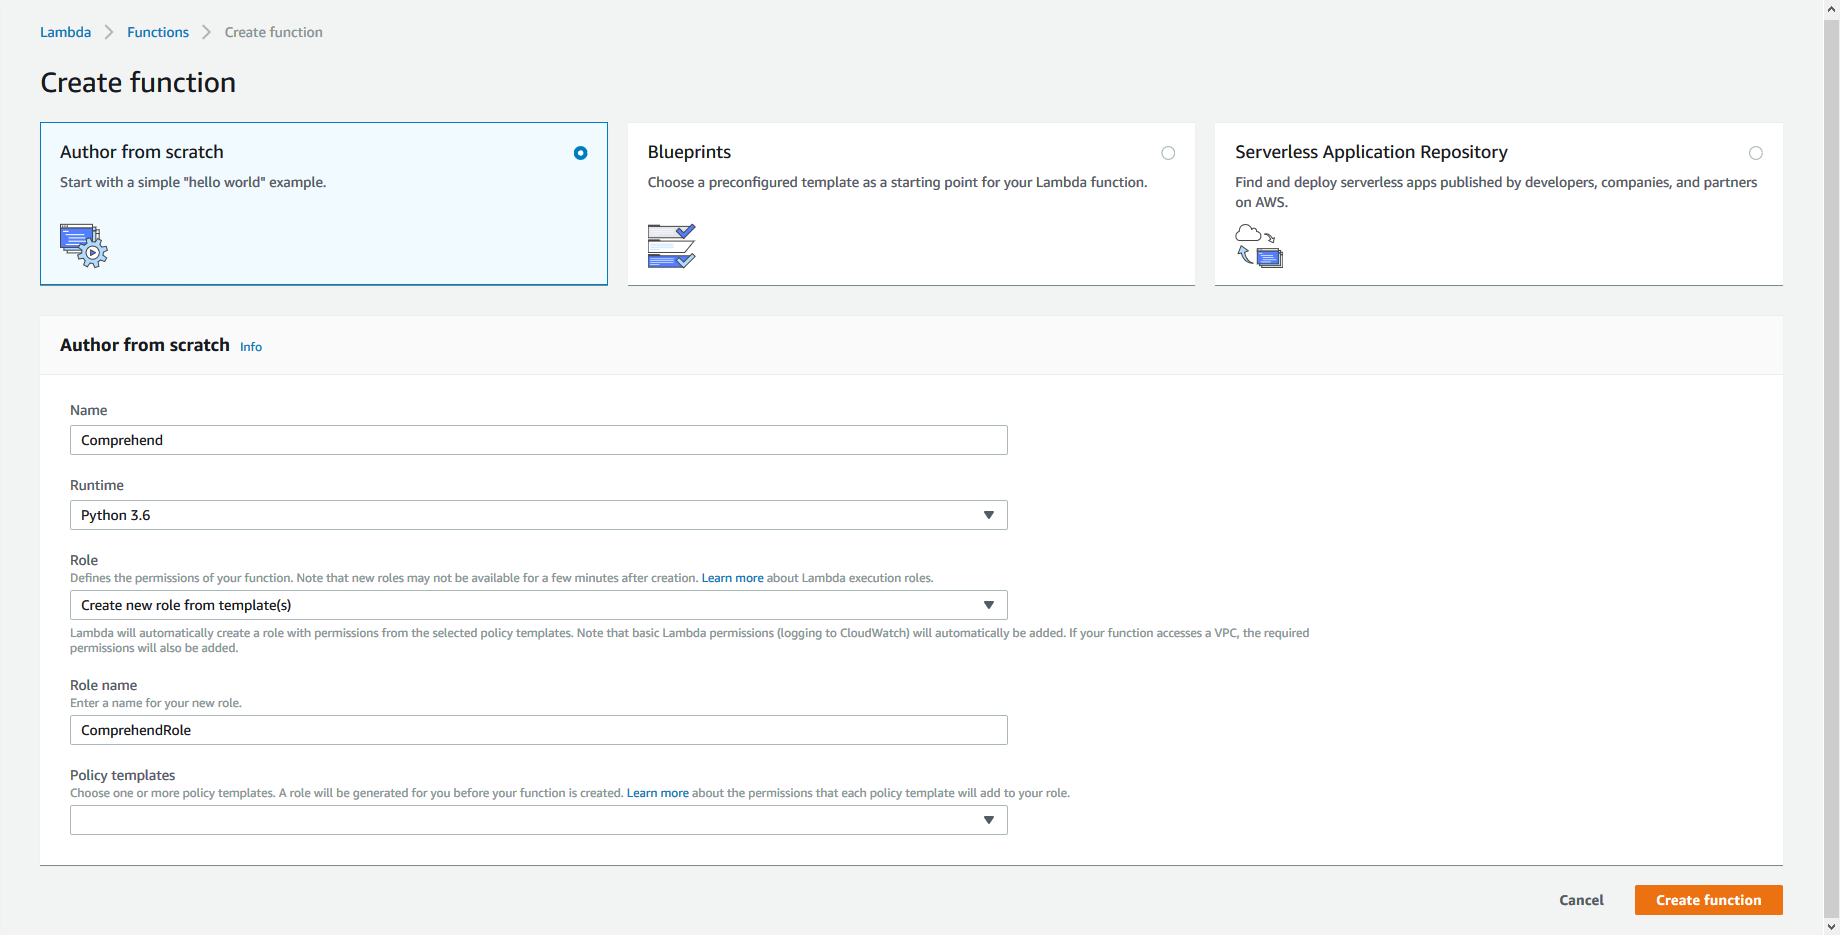 Lambda > Functions > Create function
Create function
Author from scratch
Start with a simple "hello world" example.
Blueprints
Choose a preconfigured template as a starting point for your Lambda function.
Serverless Application Repository
Find and deploy serverless apps published by developers, companies, and partners
on AWS.
Author from scratch Info
Name
Comprehend
Runtime
Python 3.6
Role
Defines the permissions of your function. Note that new roles may not be available for a few minutes after creation. Learn more about Lambda execution roles.
Create new role from template(s)
Lambda will automatically create a role with permissions from the selected policy templates. Note that basic Lambda permissions (logging to CloudWatch) will automatically be added. If your function accesses a VPC, the required
permissions will also be added.
Role name
Enter a name for your new role.
ComprehendRole
Policy templates
Choose one or more policy templates. A role will be generated for you before your function is created. Learn more about the permissions that each policy template will add to your role.
Cancel
Create function